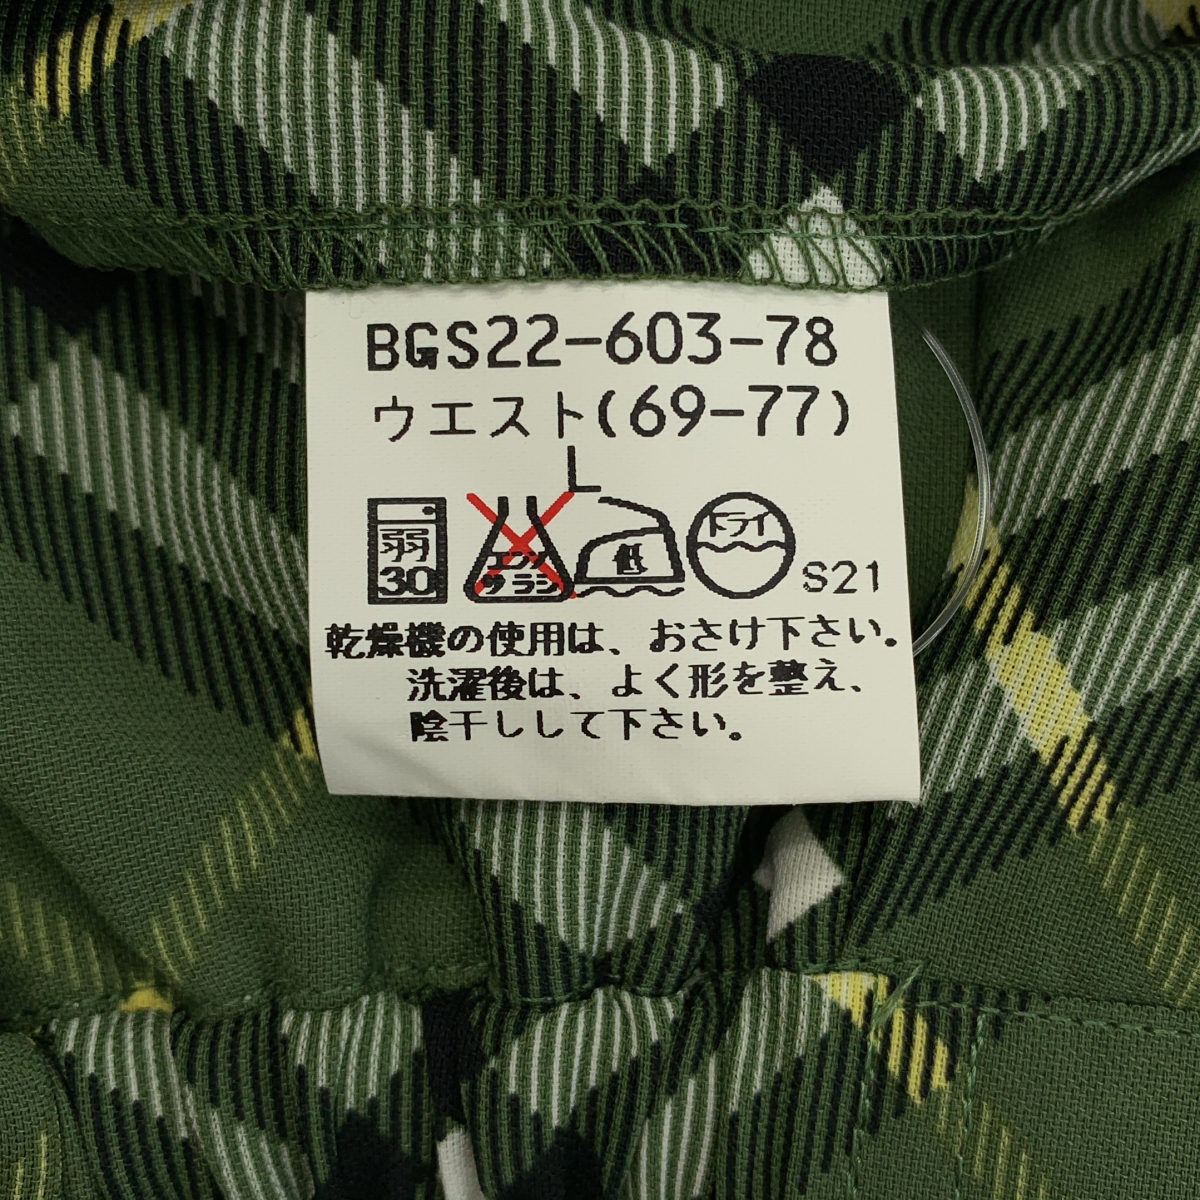 BGS22-603-78
ウエスト(69-77)
L
弱
30
エンソ
サラシ
低
ドライ
S21
乾燥機の使用は、おさけ下さい。
洗濯後は、よく形を整え、
陰干しして下さい。